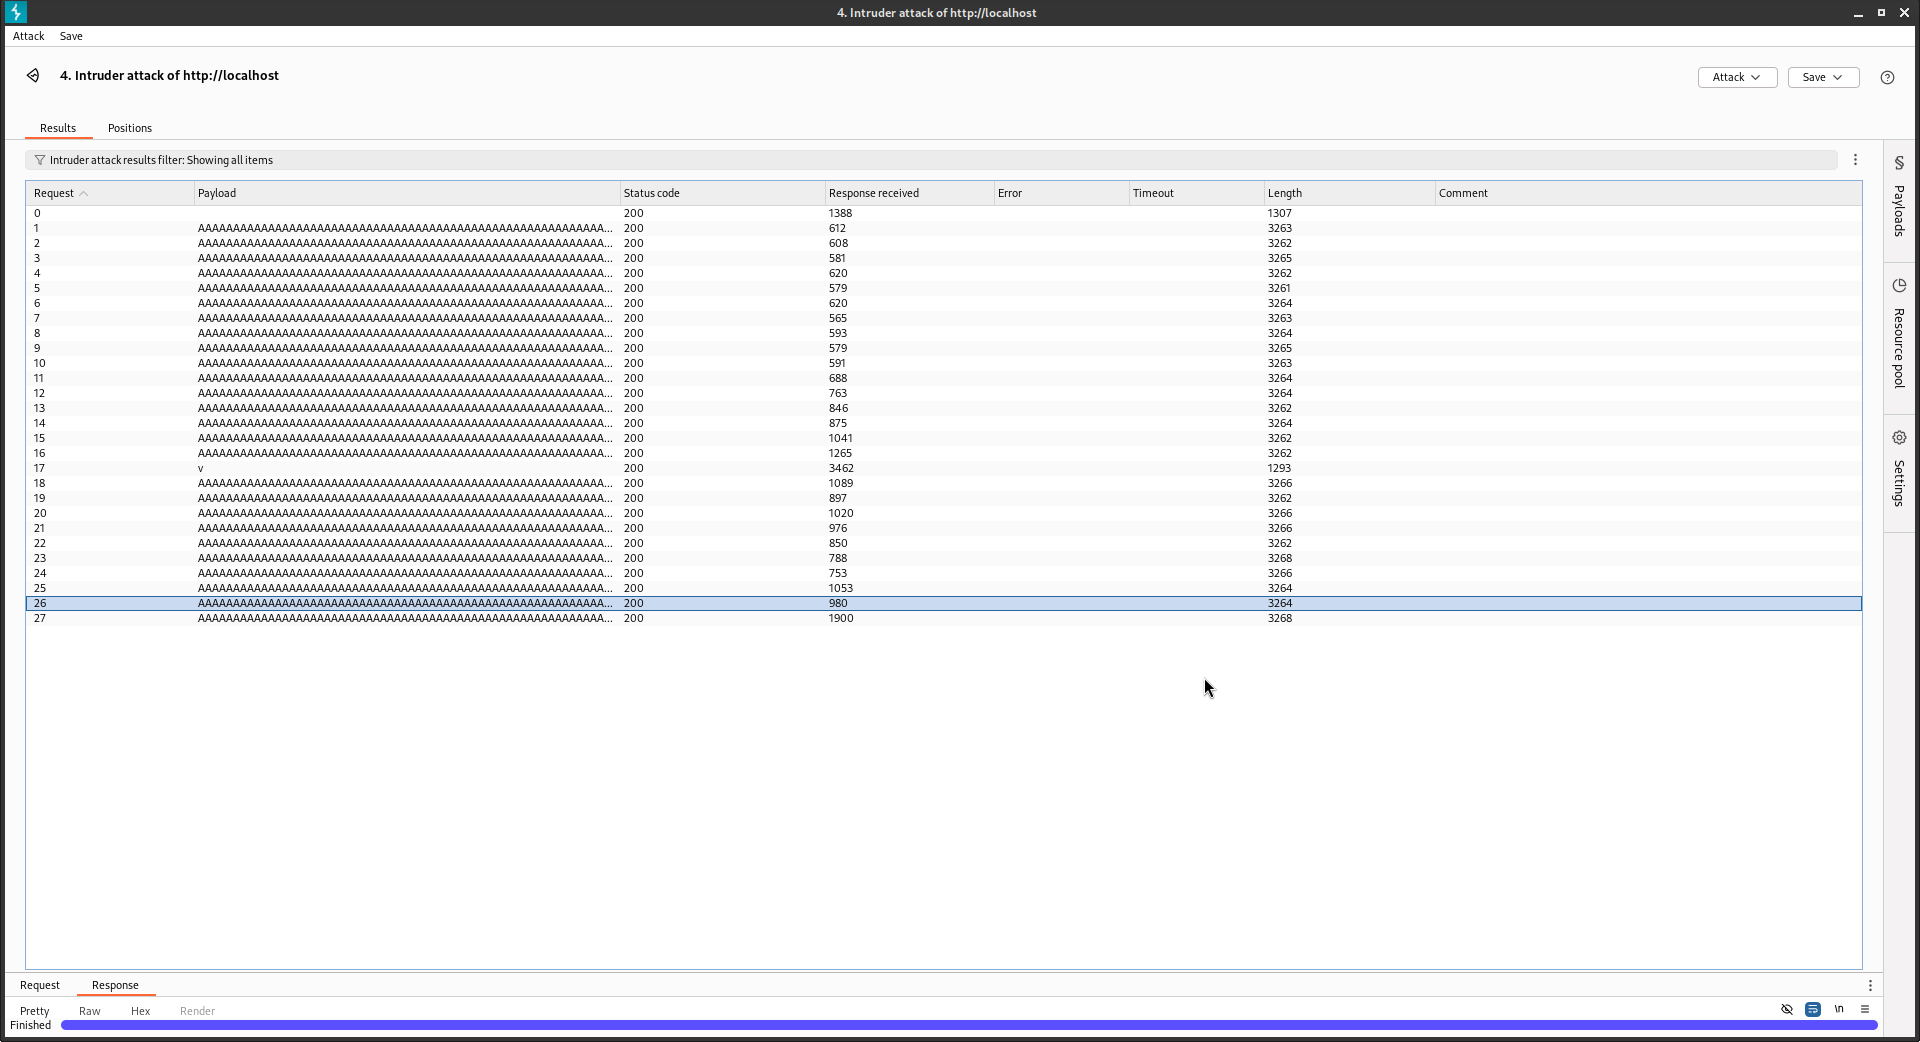 4. Intruder attack of http://localhost
Attack Save
4. Intruder attack of http://localhost
Attack Save
Results Positions
Intruder attack results filter: Showing all items
Request Payload Status code Response received Error Timeout Length Comment
0 200 1388 1307
1 AAAAAAAAAAAAAAAAAAAAAAAAAAAAAAAAAAAAAAAAAAAAAAAAAAAAAAAAAA... 200 612 3263
2 AAAAAAAAAAAAAAAAAAAAAAAAAAAAAAAAAAAAAAAAAAAAAAAAAAAAAAAAAA... 200 608 3262
3 AAAAAAAAAAAAAAAAAAAAAAAAAAAAAAAAAAAAAAAAAAAAAAAAAAAAAAAAAA... 200 581 3265
4 AAAAAAAAAAAAAAAAAAAAAAAAAAAAAAAAAAAAAAAAAAAAAAAAAAAAAAAAAA... 200 620 3262
5 AAAAAAAAAAAAAAAAAAAAAAAAAAAAAAAAAAAAAAAAAAAAAAAAAAAAAAAAAA... 200 579 3261
6 AAAAAAAAAAAAAAAAAAAAAAAAAAAAAAAAAAAAAAAAAAAAAAAAAAAAAAAAAA... 200 620 3264
7 AAAAAAAAAAAAAAAAAAAAAAAAAAAAAAAAAAAAAAAAAAAAAAAAAAAAAAAAAA... 200 565 3263
8 AAAAAAAAAAAAAAAAAAAAAAAAAAAAAAAAAAAAAAAAAAAAAAAAAAAAAAAAAA... 200 593 3264
9 AAAAAAAAAAAAAAAAAAAAAAAAAAAAAAAAAAAAAAAAAAAAAAAAAAAAAAAAAA... 200 579 3265
10 AAAAAAAAAAAAAAAAAAAAAAAAAAAAAAAAAAAAAAAAAAAAAAAAAAAAAAAAAA... 200 591 3263
11 AAAAAAAAAAAAAAAAAAAAAAAAAAAAAAAAAAAAAAAAAAAAAAAAAAAAAAAAAA... 200 688 3264
12 AAAAAAAAAAAAAAAAAAAAAAAAAAAAAAAAAAAAAAAAAAAAAAAAAAAAAAAAAA... 200 763 3264
13 AAAAAAAAAAAAAAAAAAAAAAAAAAAAAAAAAAAAAAAAAAAAAAAAAAAAAAAAAA... 200 846 3262
14 AAAAAAAAAAAAAAAAAAAAAAAAAAAAAAAAAAAAAAAAAAAAAAAAAAAAAAAAAA... 200 875 3264
15 AAAAAAAAAAAAAAAAAAAAAAAAAAAAAAAAAAAAAAAAAAAAAAAAAAAAAAAAAA... 200 1041 3262
16 AAAAAAAAAAAAAAAAAAAAAAAAAAAAAAAAAAAAAAAAAAAAAAAAAAAAAAAAAA... 200 1265 3262
17 v 200 3462 1293
18 AAAAAAAAAAAAAAAAAAAAAAAAAAAAAAAAAAAAAAAAAAAAAAAAAAAAAAAAAA... 200 1089 3266
19 AAAAAAAAAAAAAAAAAAAAAAAAAAAAAAAAAAAAAAAAAAAAAAAAAAAAAAAAAA... 200 897 3262
20 AAAAAAAAAAAAAAAAAAAAAAAAAAAAAAAAAAAAAAAAAAAAAAAAAAAAAAAAAA... 200 1020 3266
21 AAAAAAAAAAAAAAAAAAAAAAAAAAAAAAAAAAAAAAAAAAAAAAAAAAAAAAAAAA... 200 976 3266
22 AAAAAAAAAAAAAAAAAAAAAAAAAAAAAAAAAAAAAAAAAAAAAAAAAAAAAAAAAA... 200 850 3262
23 AAAAAAAAAAAAAAAAAAAAAAAAAAAAAAAAAAAAAAAAAAAAAAAAAAAAAAAAAA... 200 788 3268
24 AAAAAAAAAAAAAAAAAAAAAAAAAAAAAAAAAAAAAAAAAAAAAAAAAAAAAAAAAA... 200 753 3266
25 AAAAAAAAAAAAAAAAAAAAAAAAAAAAAAAAAAAAAAAAAAAAAAAAAAAAAAAAAA... 200 1053 3264
26 AAAAAAAAAAAAAAAAAAAAAAAAAAAAAAAAAAAAAAAAAAAAAAAAAAAAAAAAAA... 200 980 3264
27 AAAAAAAAAAAAAAAAAAAAAAAAAAAAAAAAAAAAAAAAAAAAAAAAAAAAAAAAAA... 200 1900 3268
Payloads
Resource pool
Settings
Request Response
Pretty Raw Hex Render
\n
Finished